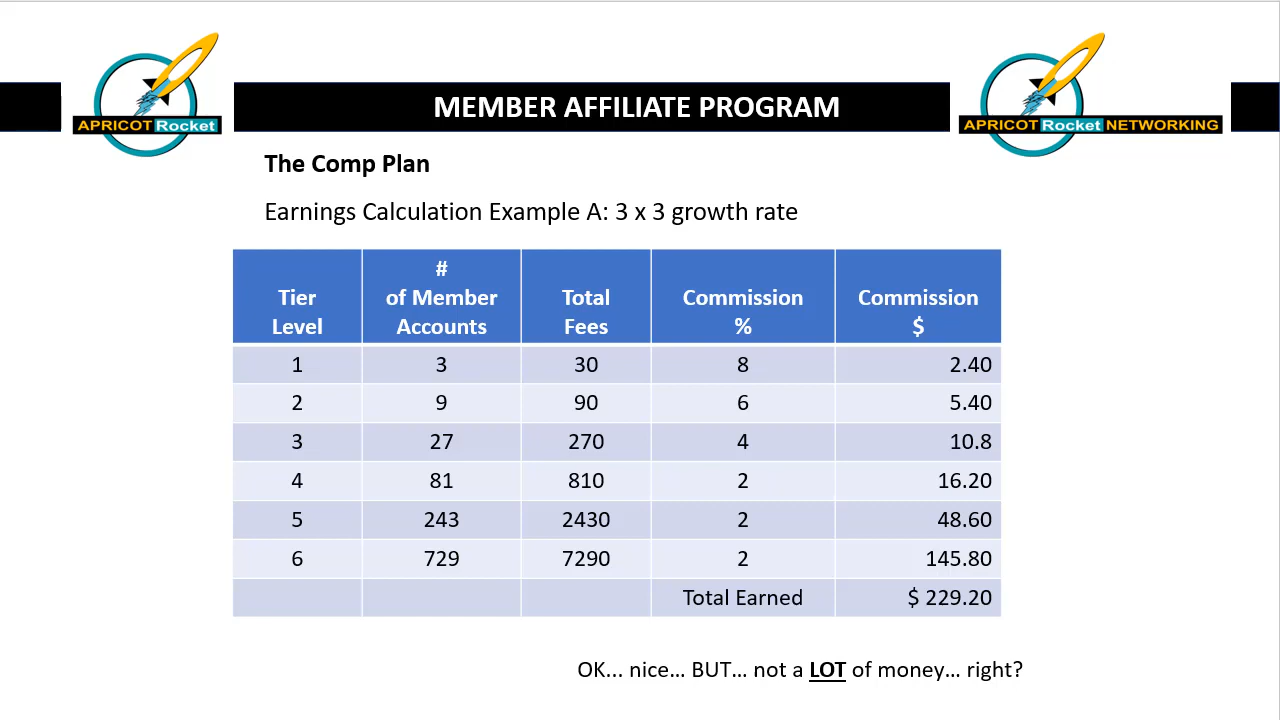 APRICOT Rocket
MEMBER AFFILIATE PROGRAM
APRICOT Rocket NETWORKING
The Comp Plan
Earnings Calculation Example A: 3 x 3 growth rate
Tier Level # of Member Accounts Total Fees Commission % Commission $
1 3 30 8 2.40
2 9 90 6 5.40
3 27 270 4 10.8
4 81 810 2 16.20
5 243 2430 2 48.60
6 729 7290 2 145.80
Total Earned $ 229.20
OK... nice... BUT... not a LOT of money... right?